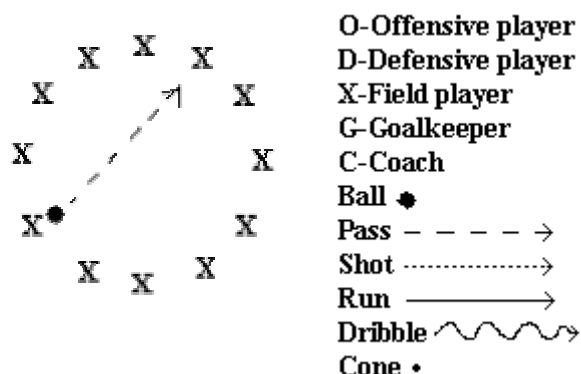 O-Offensive player
D-Defensive player
X-Field player
G-Goalkeeper
C-Coach
Ball
Pass
Shot
Run
Dribble
Cone
X
X X
X X
X X
X X
X X
X